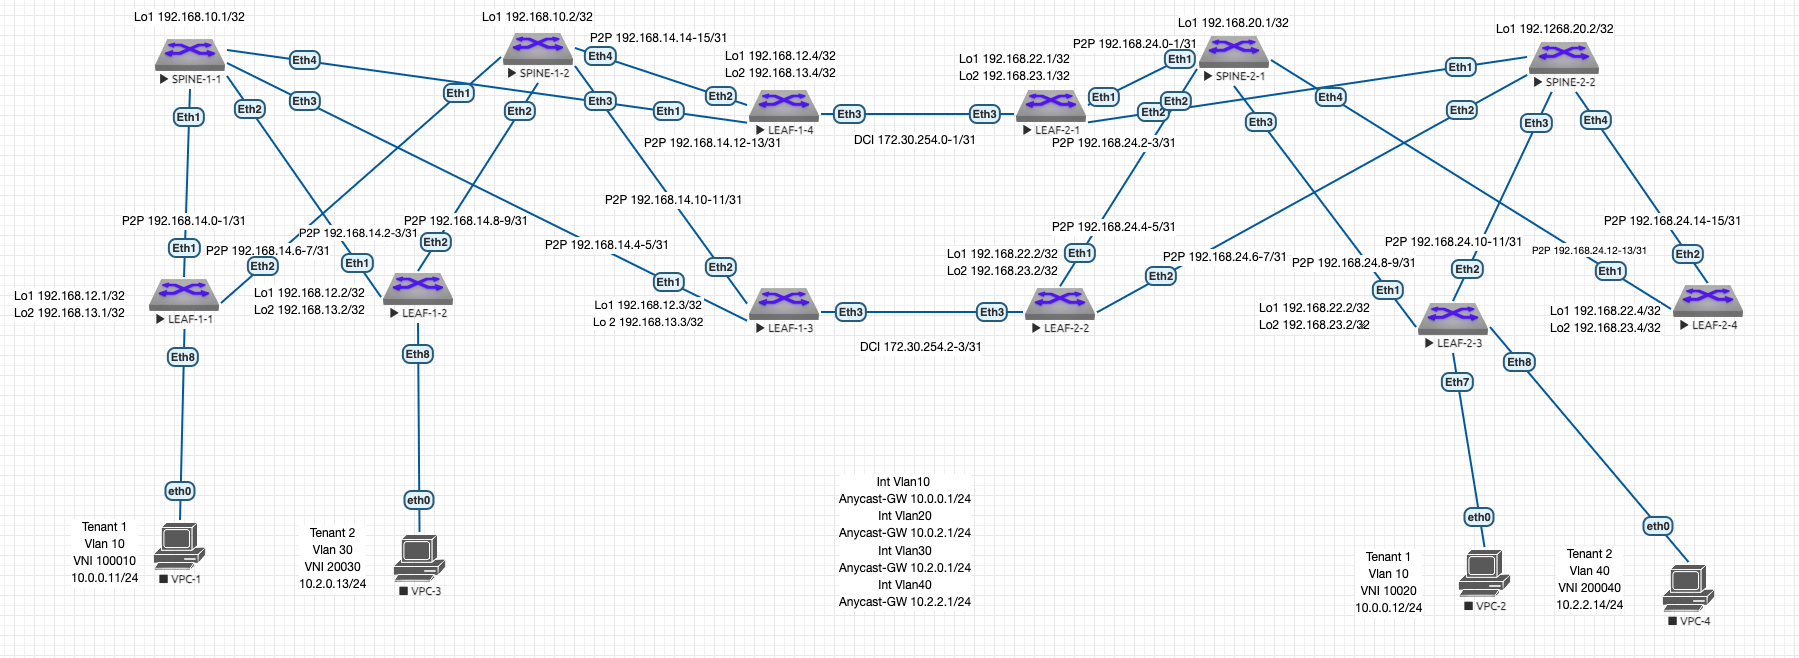 Lo1 192.168.10.1/32
Lo1 192.168.10.2/32
Lo1 192.168.20.1/32
Lo1 192.1268.20.2/32
P2P 192.168.14.14-15/31
P2P 192.168.24.0-1/31
SPINE-1-1
SPINE-1-2
SPINE-2-1
SPINE-2-2
Eth4
Eth4
Lo1 192.168.12.4/32
Lo2 192.168.13.4/32
Lo1 192.168.22.1/32
Lo2 192.168.23.1/32
Eth1
Eth1
Eth3
Eth1
Eth3
Eth2
Eth1
Eth2
Eth4
Eth1
Eth2
Eth2
Eth1
Eth2
Eth1
Eth3
Eth3
Eth2
Eth2
Eth3
Eth3
Eth4
LEAF-1-4
LEAF-2-1
P2P 192.168.14.12-13/31
DCI 172.30.254.0-1/31
P2P 192.168.24.2-3/31
P2P 192.168.14.10-11/31
P2P 192.168.14.0-1/31
P2P 192.168.14.8-9/31
P2P 192.168.14.2-3/31
P2P 192.168.14.6-7/31
P2P 192.168.14.4-5/31
P2P 192.168.24.4-5/31
P2P 192.168.24.14-15/31
P2P 192.168.24.10-11/31
P2P 192.168.24.12-13/31
P2P 192.168.24.6-7/31
P2P 192.168.24.8-9/31
Eth1
Eth2
Eth1
Eth2
Eth2
Eth1
Lo1 192.168.22.2/32
Lo2 192.168.23.2/32
Eth1
Eth2
Eth1
Eth2
Eth1
Eth2
Lo1 192.168.12.1/32
Lo2 192.168.13.1/32
Lo1 192.168.12.2/32
Lo2 192.168.13.2/32
Lo1 192.168.12.3/32
Lo 2 192.168.13.3/32
Lo1 192.168.22.2/32
Lo2 192.168.23.2/32
Lo1 192.168.22.4/32
Lo2 192.168.23.4/32
LEAF-1-1
LEAF-1-2
LEAF-1-3
Eth3
Eth3
LEAF-2-2
LEAF-2-3
LEAF-2-4
DCI 172.30.254.2-3/31
Eth8
Eth8
Eth7
Eth8
eth0
eth0
eth0
eth0
Tenant 1
Vlan 10
VNI 100010
10.0.0.11/24
VPC-1
Tenant 2
Vlan 30
VNI 20030
10.2.0.13/24
VPC-3
Int Vlan10
Anycast-GW 10.0.0.1/24
Int Vlan20
Anycast-GW 10.0.2.1/24
Int Vlan30
Anycast-GW 10.2.0.1/24
Int Vlan40
Anycast-GW 10.2.2.1/24
Tenant 1
Vlan 10
VNI 10020
10.0.0.12/24
VPC-2
Tenant 2
Vlan 40
VNI 200040
10.2.2.14/24
VPC-4